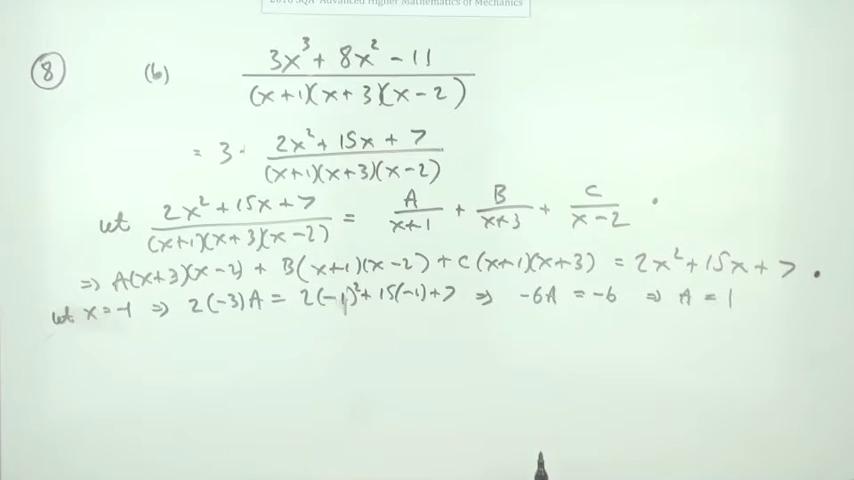 2016 SQA Advanced Higher Mathematics of Mechanics
8 (b) 3x³ + 8x² - 11
(x+1)(x+3)(x-2)
= 3 - 2x² + 15x + 7
(x+1)(x+3)(x-2)
let 2x² + 15x + 7 / (x+1)(x+3)(x-2) = A/x+1 + B/x+3 + C/x-2 .
⇒ A(x+3)(x-2) + B(x+1)(x-2) + C(x+1)(x+3) = 2x² + 15x + 7 .
let x = -1 ⇒ 2(-3)A = 2(-1)² + 15(-1) + 7 ⇒ -6A = -6 ⇒ A = 1